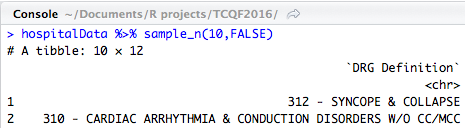 Console ~/Documents/R projects/TCQF2016/
> hospitalData %>% sample_n(10,FALSE)
# A tibble: 10 × 12
`DRG Definition`
<chr>
1 312 - SYNCOPE & COLLAPSE
2 310 - CARDIAC ARRHYTHMIA & CONDUCTION DISORDERS W/O CC/MCC